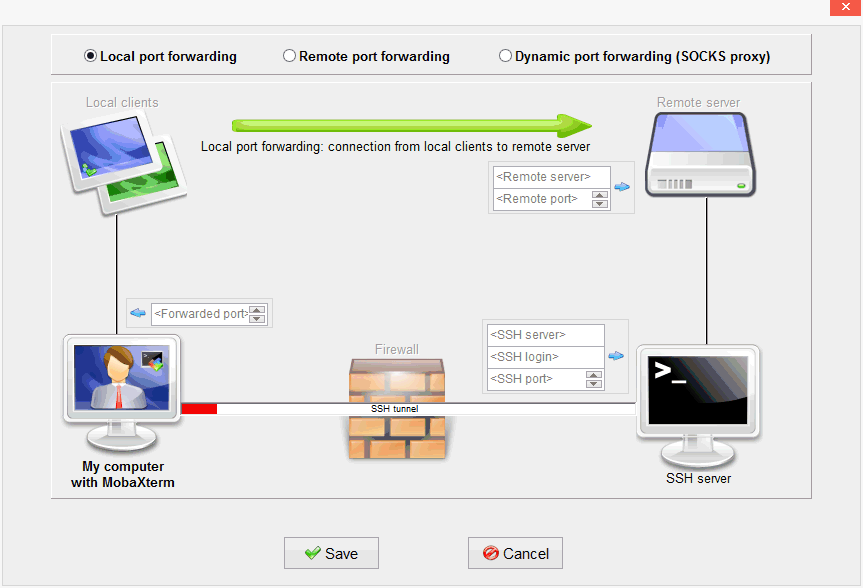 Local port forwarding
Remote port forwarding
Dynamic port forwarding (SOCKS proxy)
Local clients
Remote server
Local port forwarding: connection from local clients to remote server
<Remote server>
<Remote port>
<Forwarded port>
<SSH server>
<SSH login>
<SSH port>
Firewall
SSH tunnel
>_
My computer
with MobaXterm
SSH server
Save
Cancel